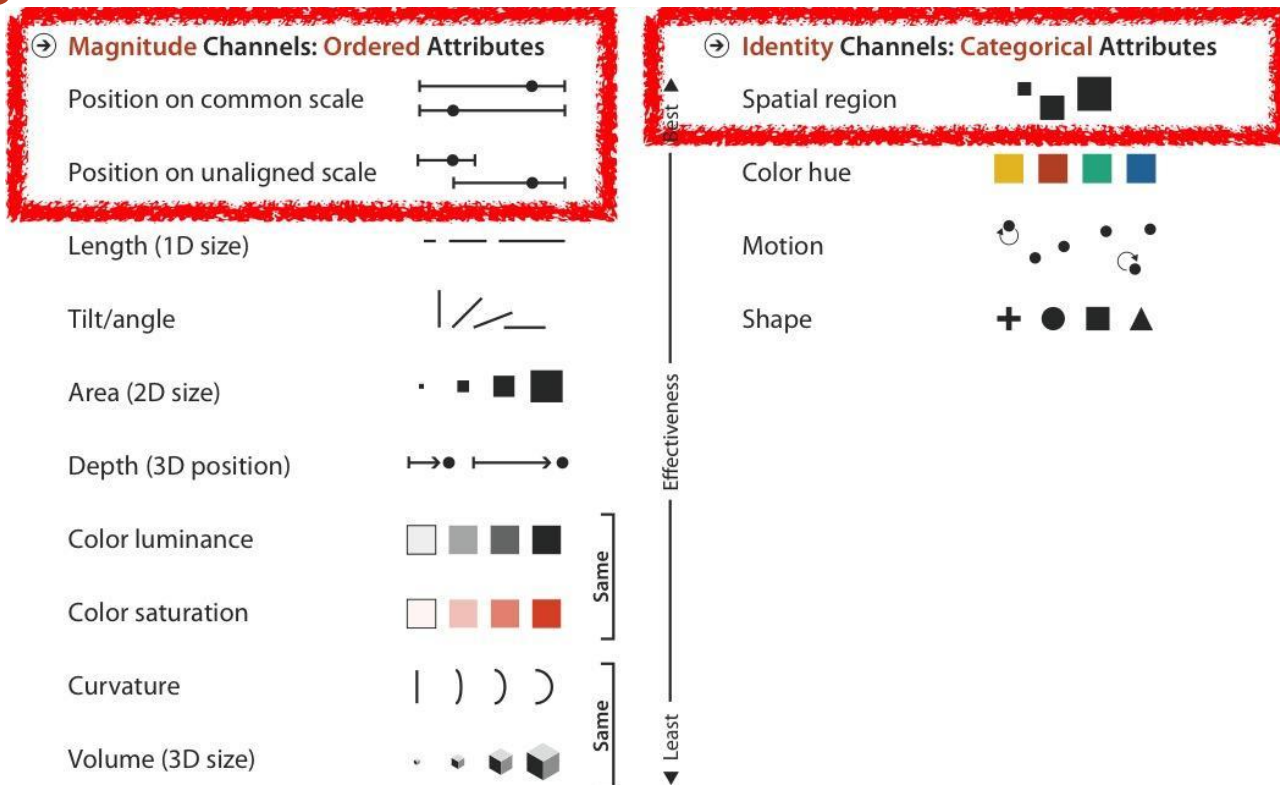 Magnitude Channels: Ordered Attributes
Position on common scale
Position on unaligned scale
Length (1D size)
Tilt/angle
Area (2D size)
Depth (3D position)
Color luminance
Color saturation
Same
Curvature
Volume (3D size)
Same
Best
Effectiveness
Least
Identity Channels: Categorical Attributes
Spatial region
Color hue
Motion
Shape